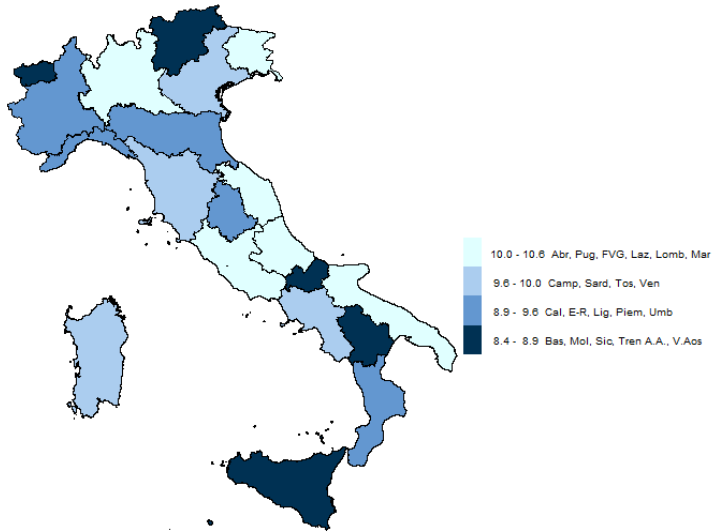 10.0 - 10.6 Abr, Pug, FVG, Laz, Lomb, Mar
9.6 - 10.0 Camp, Sard, Tos, Ven
8.9 - 9.6 Cal, E-R, Lig, Piem, Umb
8.4 - 8.9 Bas, Mol, Sic, Tren A.A., V.Aos